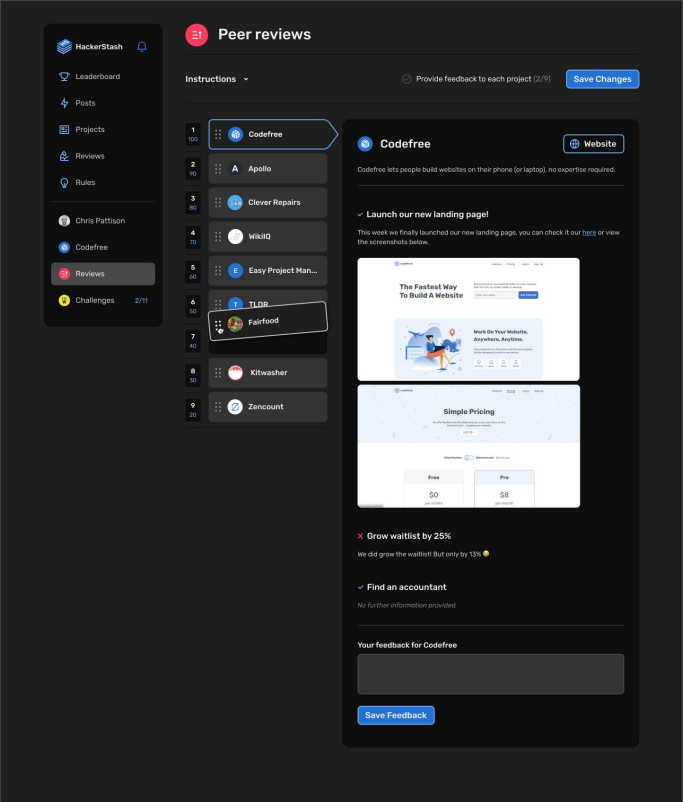 HackerStash
Leaderboard
Posts
Projects
Reviews
Rules
Chris Pattison
Codefree
Reviews
Challenges 2/11
Peer reviews
Instructions
Provide feedback to each project (2/9)
Save Changes
1
100
Codefree
2
90
A Apollo
3
80
Clever Repairs
4
70
WikiIQ
5
60
E Easy Project Man...
6
50
T TLDR
Fairfood
7
40
8
30
Kitwasher
9
20
Zencount
Codefree
Website
Codefree lets people build websites on their phone (or laptop), no expertise required.
Launch our new landing page!
This week we finally launched our new landing page, you can check it our here or view
the screenshots below.
The Fastest Way
To Build A Website
Work On Your Website.
Anywhere, Anytime.
Simple Pricing
Free
$0
per month
Pro
$8
per month
Grow waitlist by 25%
We did grow the waitlist! But only by 13%
Find an accountant
No further information provided.
Your feedback for Codefree
Save Feedback